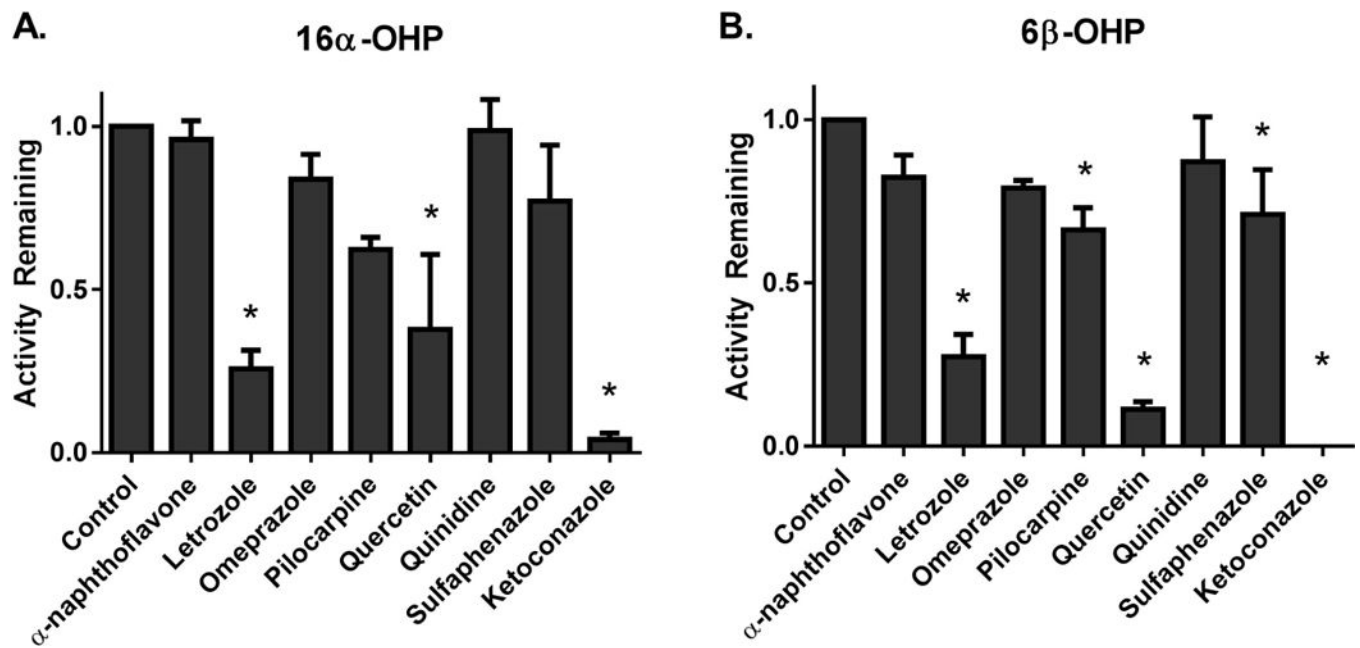 A.
16α-OHP
Activity Remaining
1.0
0.5
0.0
*
*
*
Control
α-naphthoflavone
Letrozole
Omeprazole
Pilocarpine
Quercetin
Quinidine
Sulfaphenazole
Ketoconazole
B.
6β-OHP
Activity Remaining
1.0
0.5
0.0
*
*
*
*
*
Control
α-naphthoflavone
Letrozole
Omeprazole
Pilocarpine
Quercetin
Quinidine
Sulfaphenazole
Ketoconazole